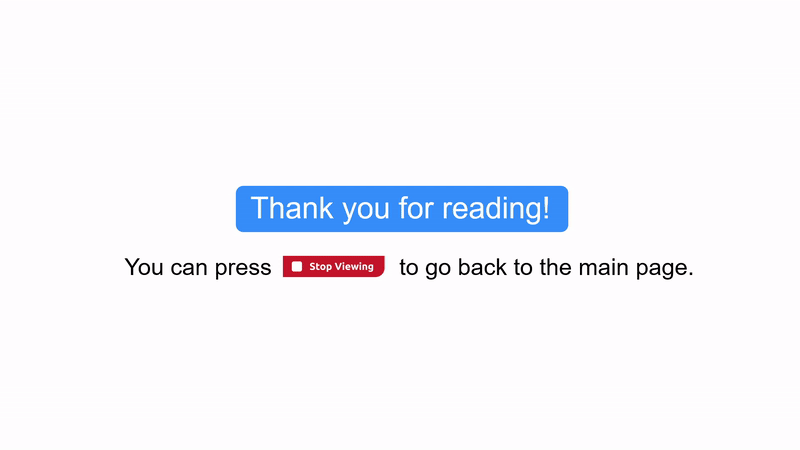 Thank you for reading!
You can press Stop Viewing to go back to the main page.